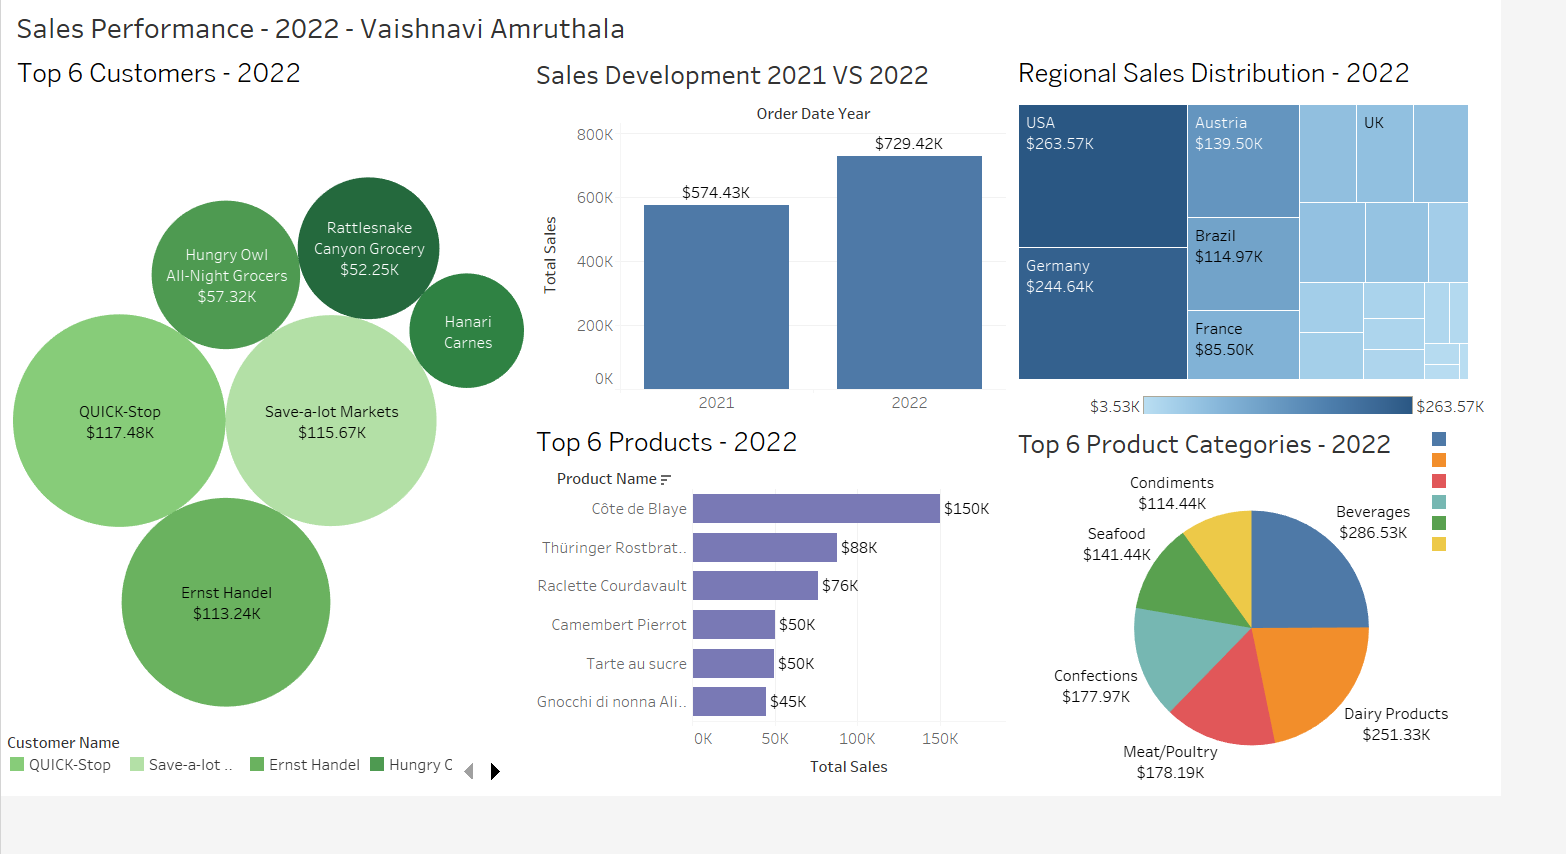 Sales Performance - 2022 - Vaishnavi Amruthala
Top 6 Customers - 2022
Rattlesnake
Canyon Grocery
$52.25K
Hungry Owl
All-Night Grocers
$57.32K
Hanari
Carnes
QUICK-Stop
$117.48K
Save-a-lot Markets
$115.67K
Ernst Handel
$113.24K
Customer Name
QUICK-Stop
Save-a-lot ..
Ernst Handel
Hungry C
Sales Development 2021 VS 2022
Order Date Year
Total Sales
800K
600K
400K
200K
0K
$574.43K
$729.42K
2021
2022
Top 6 Products - 2022
Product Name
Côte de Blaye
$150K
Thüringer Rostbrat..
$88K
Raclette Courdavault
$76K
Camembert Pierrot
$50K
Tarte au sucre
$50K
Gnocchi di nonna Ali..
$45K
0K
50K
100K
150K
Total Sales
Regional Sales Distribution - 2022
USA
$263.57K
Germany
$244.64K
Austria
$139.50K
Brazil
$114.97K
France
$85.50K
UK
$3.53K
$263.57K
Top 6 Product Categories - 2022
Condiments
$114.44K
Beverages
$286.53K
Seafood
$141.44K
Confections
$177.97K
Dairy Products
$251.33K
Meat/Poultry
$178.19K